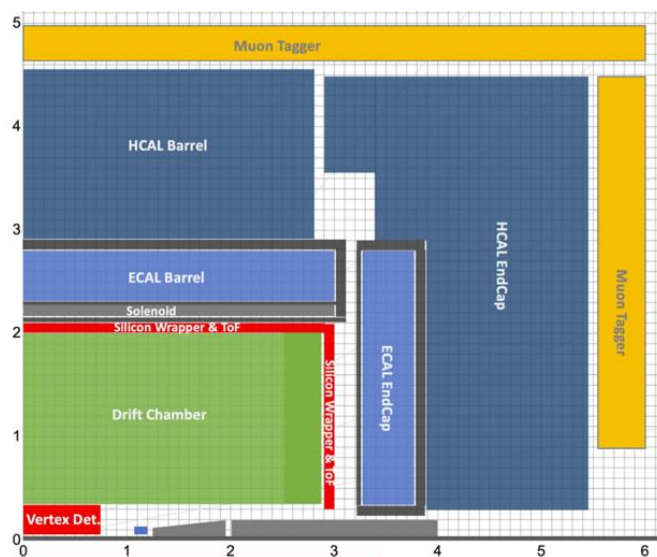 5
Muon Tagger
4
HCAL Barrel
3
HCAL EndCap
ECAL Barrel
Muon Tagger
Solenoid
Silicon Wrapper & ToF
2
Silicon Wrapper & ToF
ECAL EndCap
Drift Chamber
1
Vertex Det.
0
0 1 2 3 4 5 6